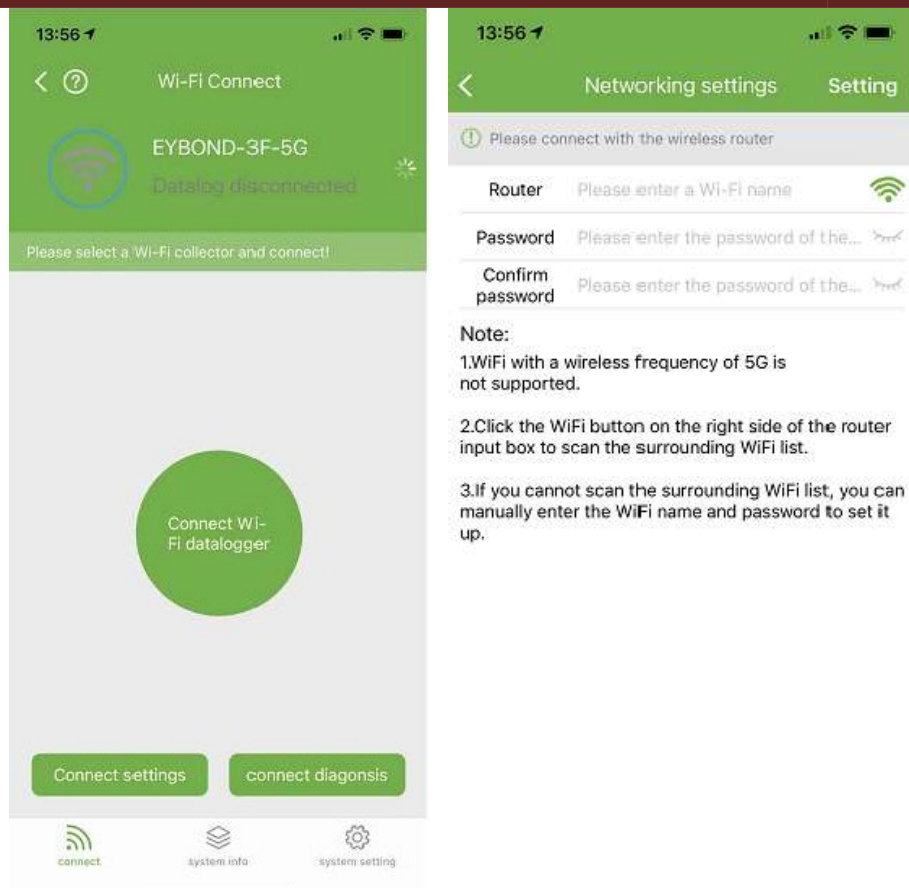 13:56
Wi-Fi Connect
EYBOND-3F-5G
Datalog disconnected
Please select a Wi-Fi collector and connect!
Connect Wi-
Fi datalogger
Connect settings
connect diagonsis
connect
system info
system setting
13:56
Networking settings
Setting
Please connect with the wireless router
Router
Please enter a Wi-Fi name
Password
Please enter the password of the...
Confirm
password
Please enter the password of the...
Note:
1.WiFi with a wireless frequency of 5G is
not supported.
2.Click the WiFi button on the right side of the router
input box to scan the surrounding WiFi list.
3.If you cannot scan the surrounding WiFi list, you can
manually enter the WiFi name and password to set it
up.